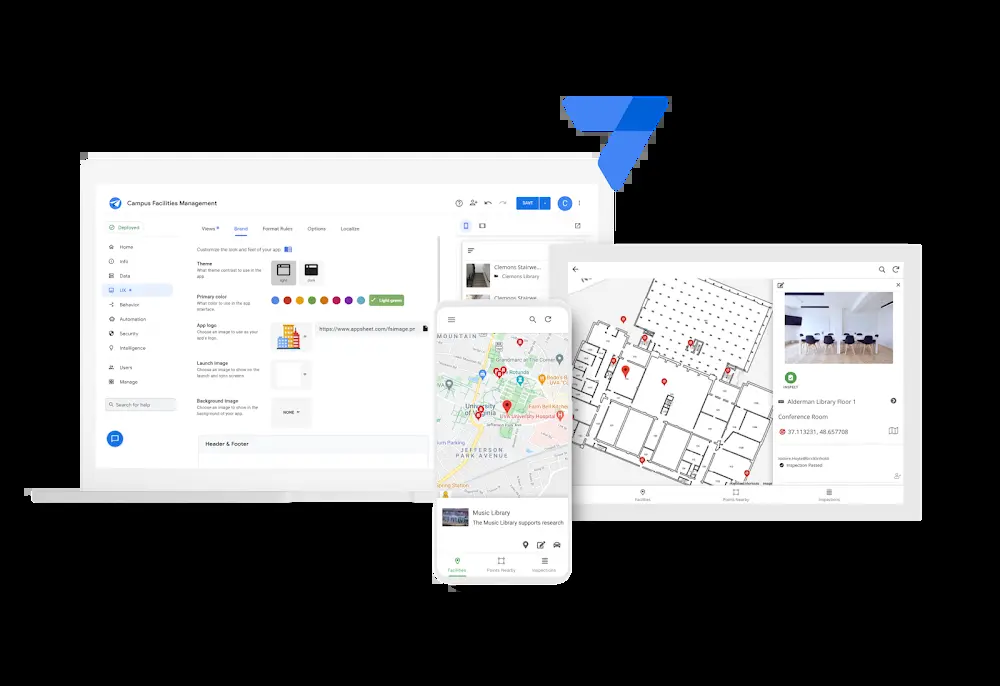 Campus Facilities Management
SAVE
C
Deployed
Home
Info
Data
UX
Behavior
Automation
Security
Intelligence
Users
Manage
Search for help
Views
Brand
Format Rules
Options
Localize
Customize the look and feel of your app
Theme
What theme contrast to use in the
app.
Primary color
What color to use in the app
interface.
Light green
App logo
Choose an image to use as your
app's logo.
https://www.appsheet.com/fsimage.pn
Launch image
Choose an image to show on the
launch and sync screens
Background image
Choose an image to show in the
background of your app.
NONE
Header & Footer
Clemons Stairwe...
Clemons Library
Clemons Stairwe
MOUNTAIN
Grandmarc at The Corner
Rotunda
UVA
University
of Virginia
Farm Bell Kitchen
UVA University Hospital
JEFFERSON
PARK AVENUE
Music Library
The Music Library supports research
Facilities
Points Nearby
Inspections
INSPECT
Alderman Library Floor 1
Conference Room
37.113231, 48.657708
Inspection Passed
Facilities
Points Nearby
Inspections